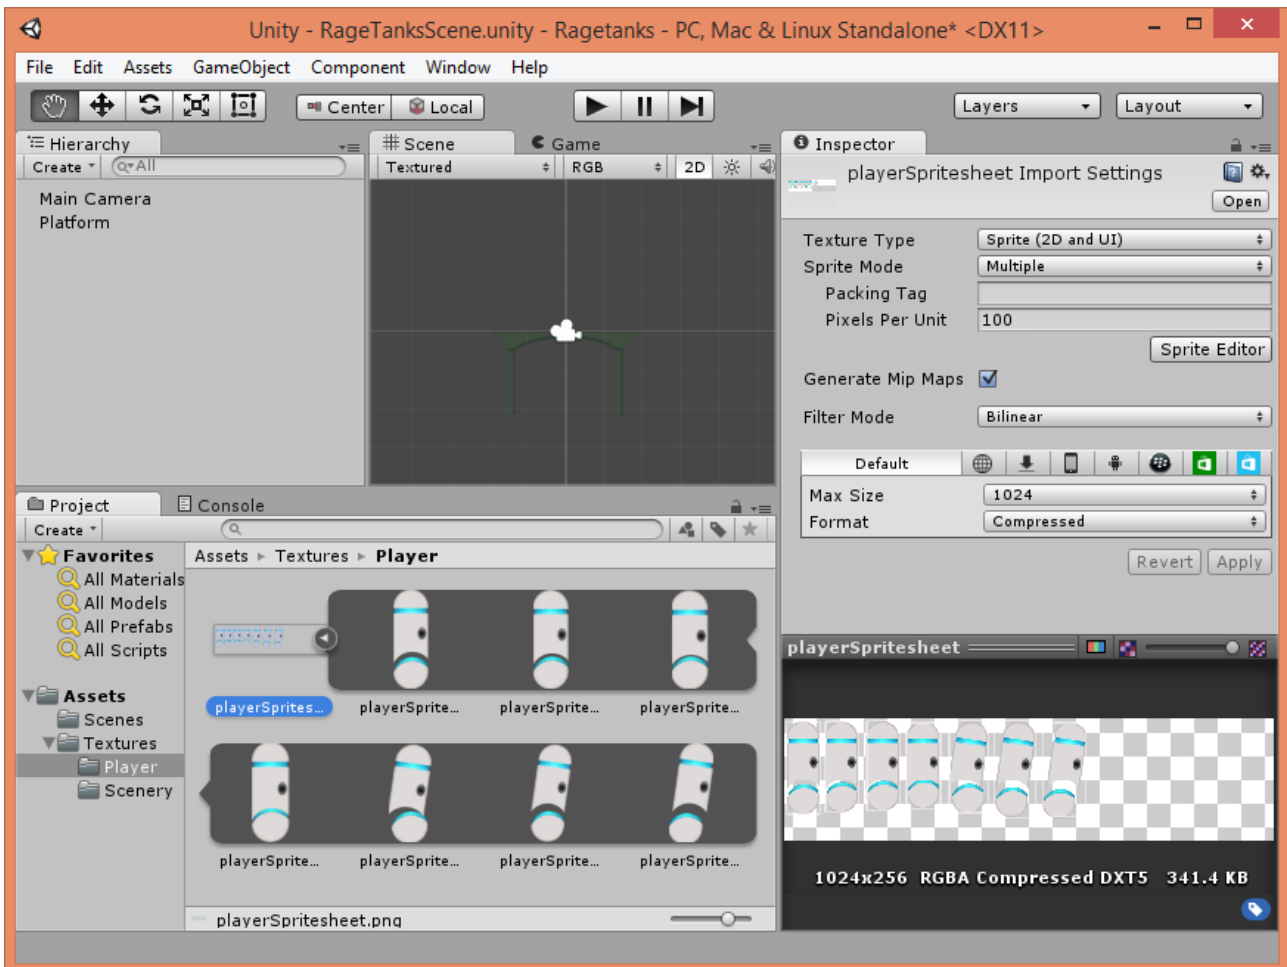 Unity - RageTanksScene.unity - Ragetanks - PC, Mac & Linux Standalone* <DX11>
File Edit Assets GameObject Component Window Help
Center Local Layers Layout
Hierarchy
Create All
Main Camera
Platform
Scene Game
Textured RGB 2D
Inspector
playerSpritesheet Import Settings
Open
Texture Type Sprite (2D and UI)
Sprite Mode Multiple
Packing Tag
Pixels Per Unit 100
Sprite Editor
Generate Mip Maps
Filter Mode Bilinear
Default
Max Size 1024
Format Compressed
Revert Apply
Project Console
Create
Favorites
All Materials
All Models
All Prefabs
All Scripts
Assets
Scenes
Textures
Player
Scenery
Assets Textures Player
playerSprites... playerSprite... playerSprite... playerSprite...
playerSprite... playerSprite... playerSprite... playerSprite...
playerSpritesheet.png
playerSpritesheet
1024x256 RGBA Compressed DXT5 341.4 KB